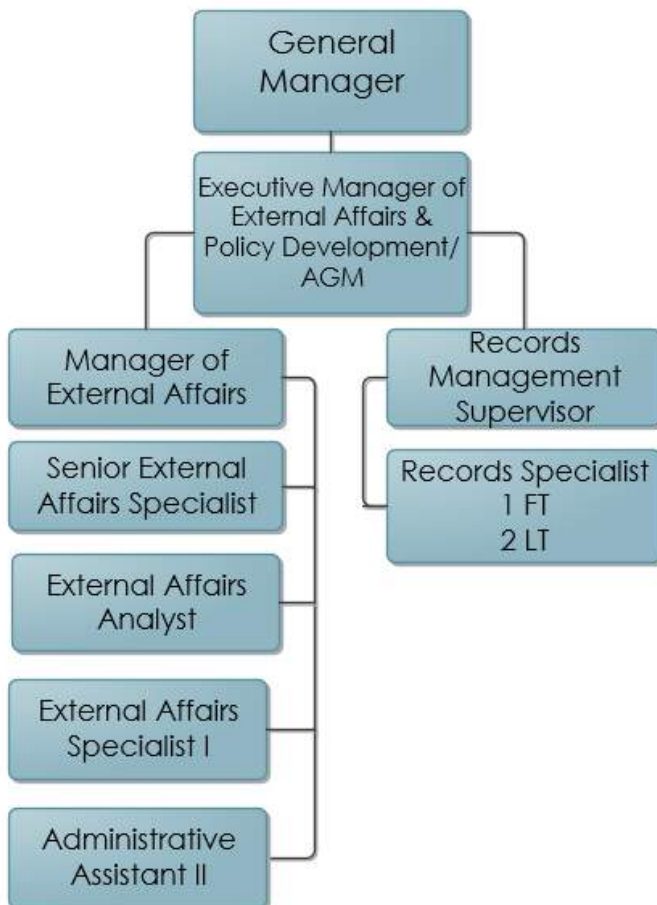 General
Manager
Executive Manager of
External Affairs &
Policy Development/
AGM
Manager of
External Affairs
Senior External
Affairs Specialist
External Affairs
Analyst
External Affairs
Specialist I
Administrative
Assistant II
Records
Management
Supervisor
Records Specialist
1 FT
2 LT